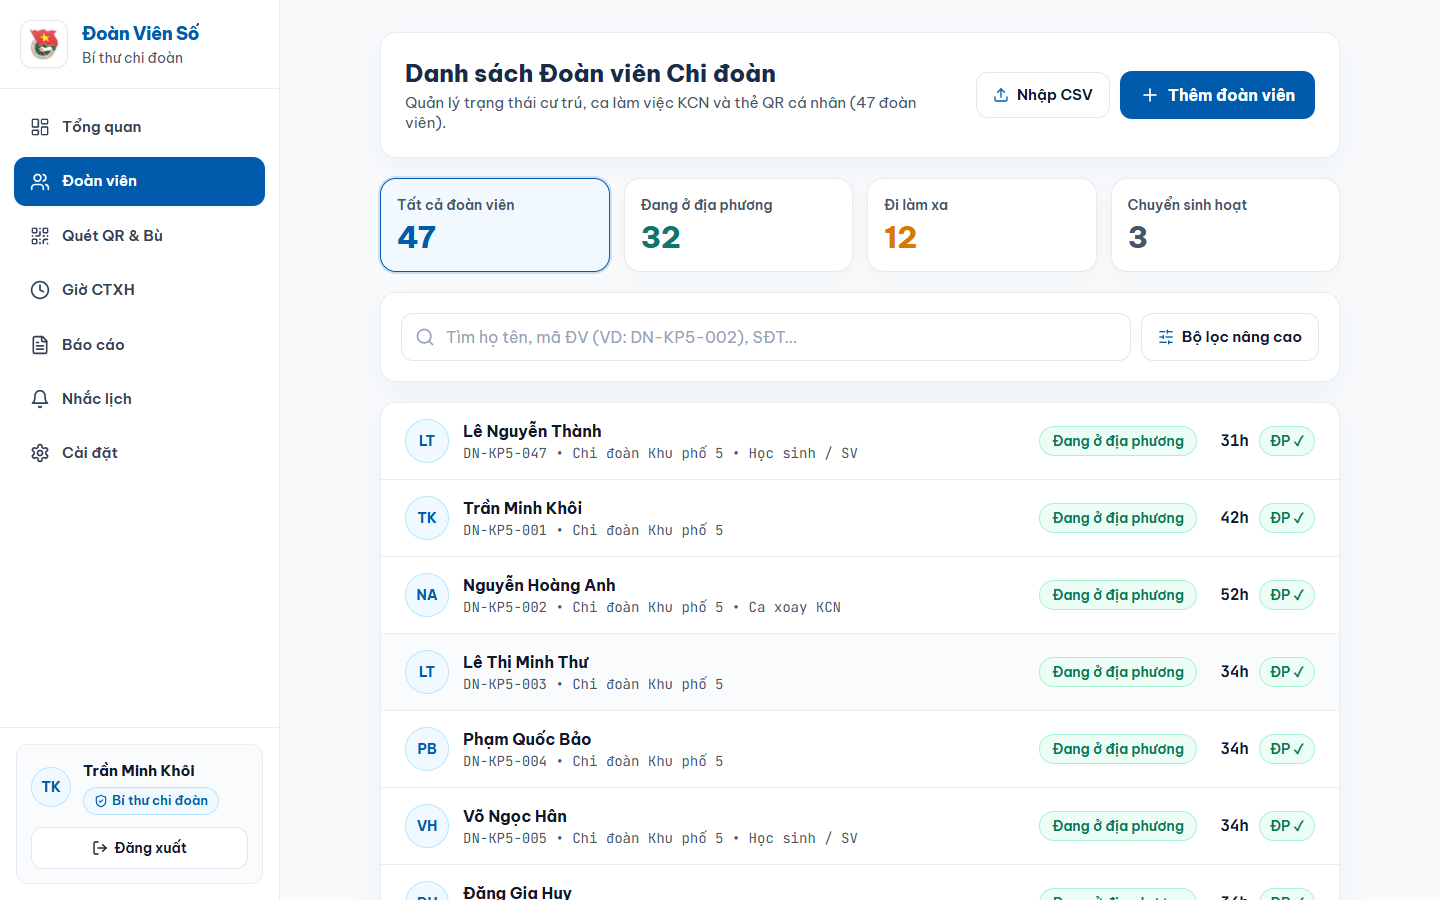 Đoàn Viên Số
Bí thư chi đoàn
Tổng quan
Đoàn viên
Quét QR & Bù
Giờ CTXH
Báo cáo
Nhắc lịch
Cài đặt
TK
Trần Minh Khôi
Bí thư chi đoàn
Đăng xuất
Danh sách Đoàn viên Chi đoàn
Quản lý trạng thái cư trú, ca làm việc KCN và thẻ QR cá nhân (47 đoàn
viên).
Nhập CSV
Thêm đoàn viên
Tất cả đoàn viên
47
Đang ở địa phương
32
Đi làm xa
12
Chuyển sinh hoạt
3
Tìm họ tên, mã ĐV (VD: DN-KP5-002), SĐT...
Bộ lọc nâng cao
LT
Lê Nguyễn Thành
DN-KP5-047 • Chi đoàn Khu phố 5 • Học sinh / SV
Đang ở địa phương
31h
ĐP ✓
TK
Trần Minh Khôi
DN-KP5-001 • Chi đoàn Khu phố 5
Đang ở địa phương
42h
ĐP ✓
NA
Nguyễn Hoàng Anh
DN-KP5-002 • Chi đoàn Khu phố 5 • Ca xoay KCN
Đang ở địa phương
52h
ĐP ✓
LT
Lê Thị Minh Thư
DN-KP5-003 • Chi đoàn Khu phố 5
Đang ở địa phương
34h
ĐP ✓
PB
Phạm Quốc Bảo
DN-KP5-004 • Chi đoàn Khu phố 5
Đang ở địa phương
34h
ĐP ✓
VH
Võ Ngọc Hân
DN-KP5-005 • Chi đoàn Khu phố 5 • Học sinh / SV
Đang ở địa phương
34h
ĐP ✓
Đặng Gia Huy